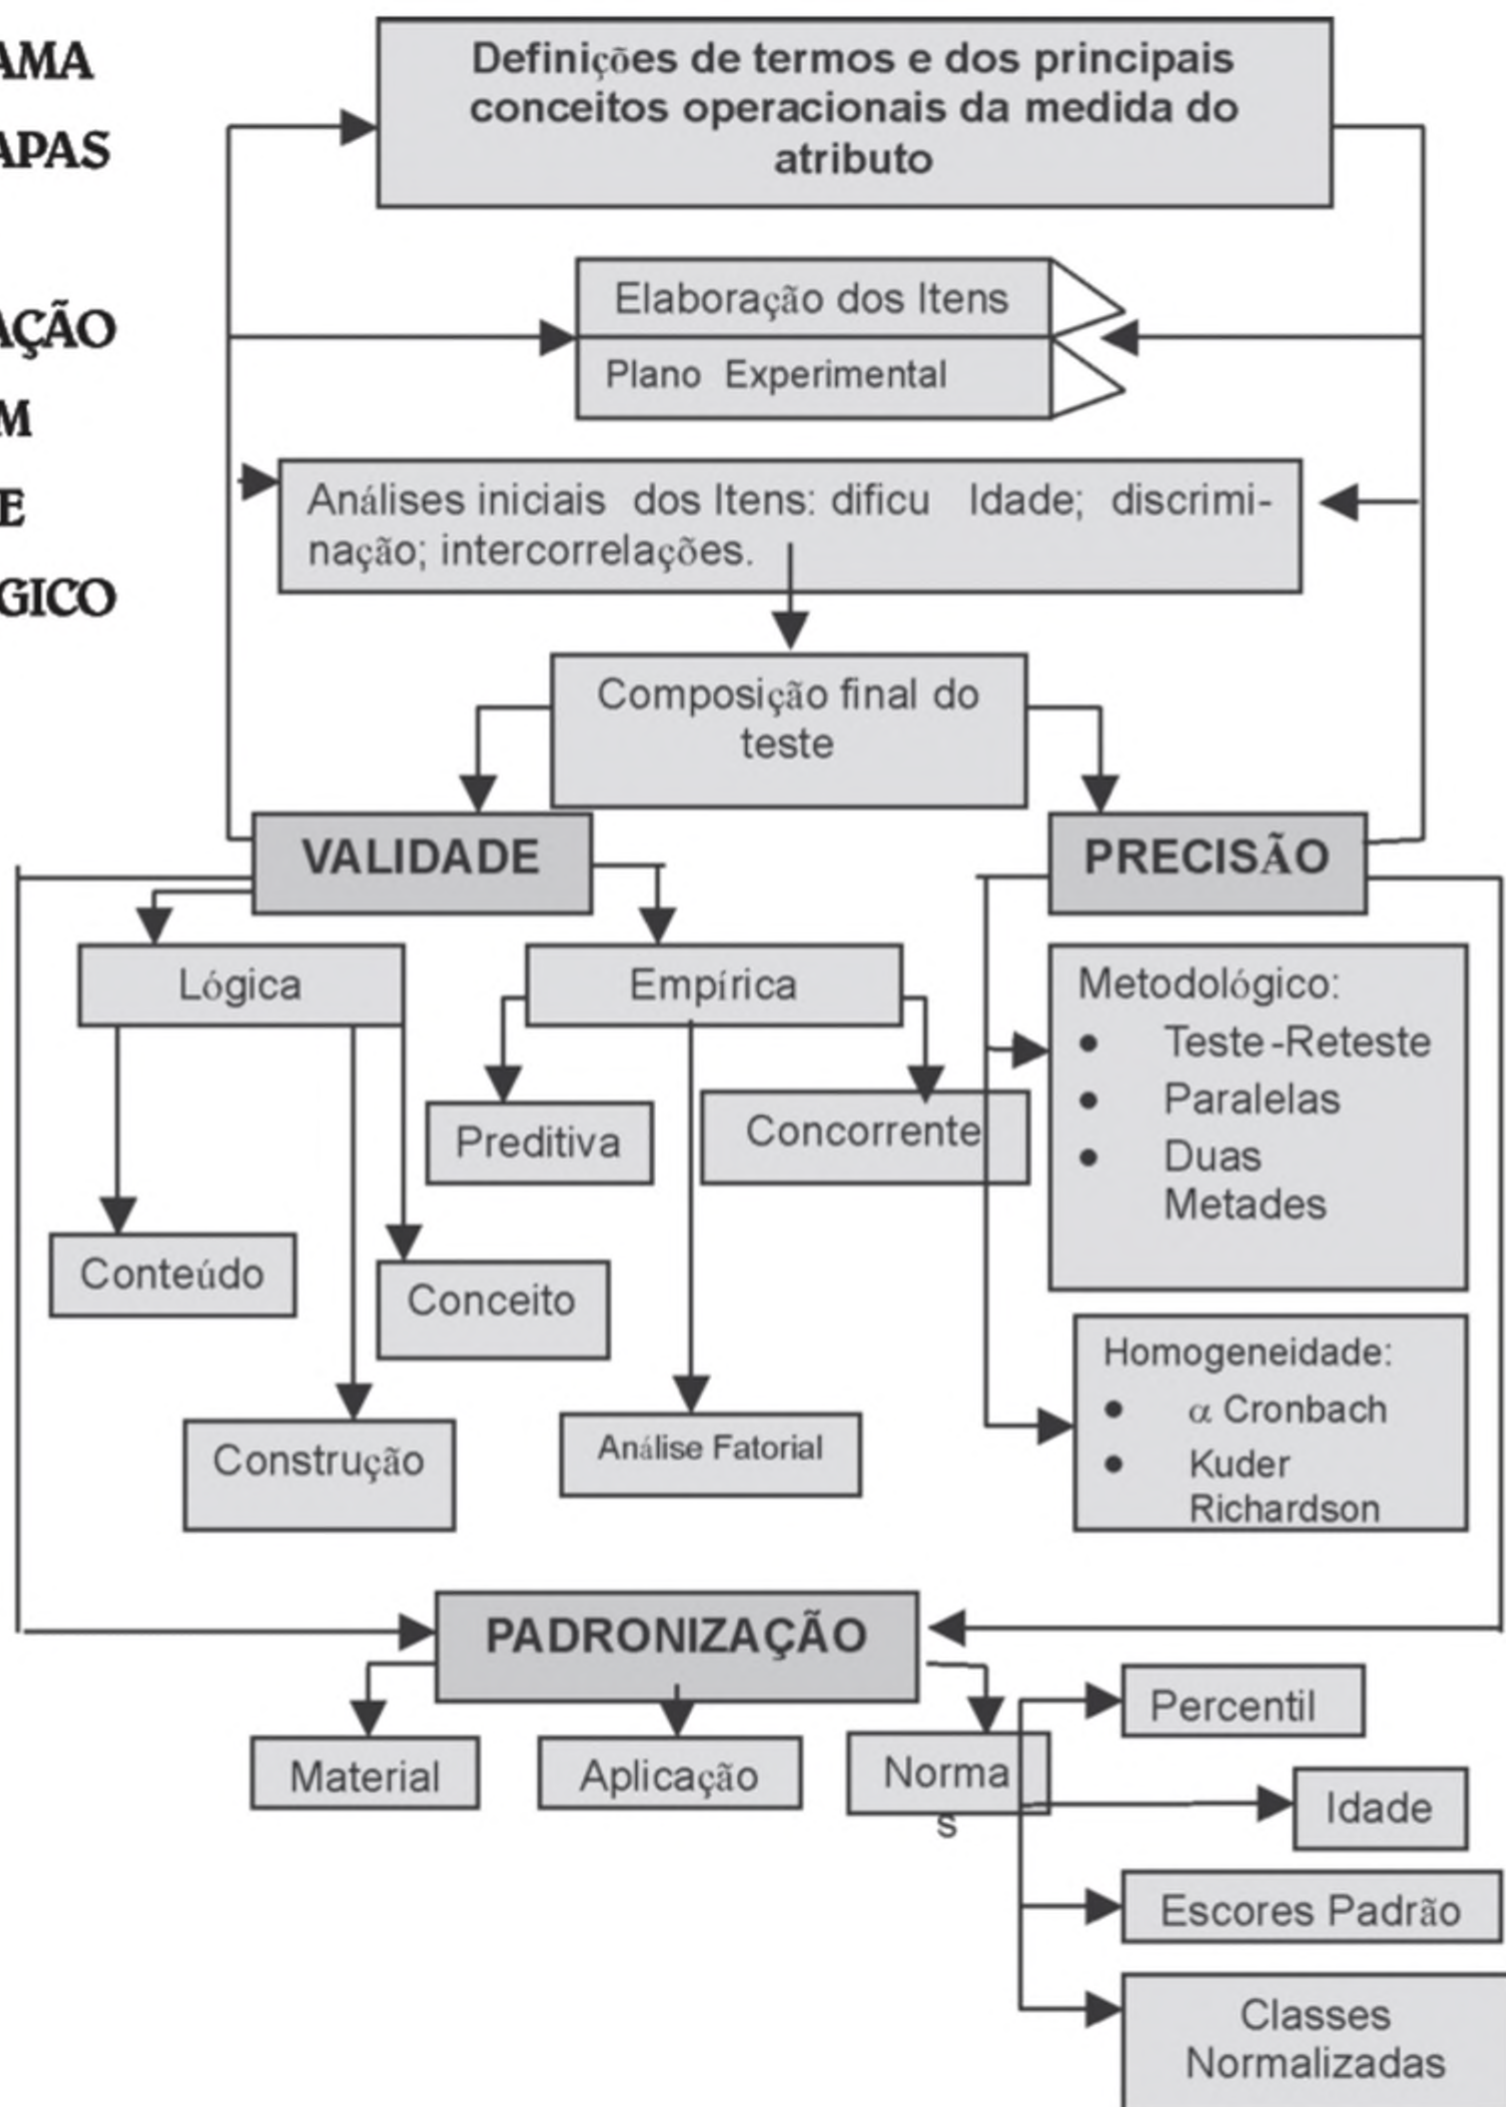 AMA
APAS
AÇÃO
M
E
GICO
Definições de termos e dos principais
conceitos operacionais da medida do
atributo
Elaboração dos Itens
Plano Experimental
Análises iniciais dos Itens: dificu Idade; discrimi-
nação; intercorrelações.
Composição final do
teste
VALIDADE
PRECISÃO
Lógica
Empírica
Metodológico:
• Teste-Reteste
• Paralelas
• Duas
Metades
Preditiva
Concorrente
Conteúdo
Conceito
Homogeneidade:
• α Cronbach
• Kuder
Richardson
Construção
Análise Fatorial
PADRONIZAÇÃO
Material
Aplicação
Norma
s
Percentil
Idade
Escores Padrão
Classes
Normalizadas